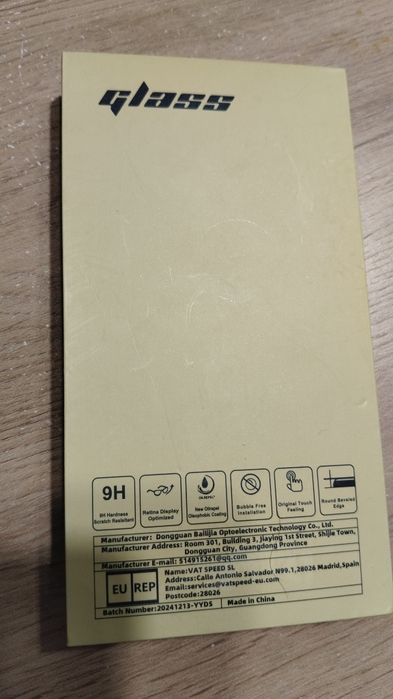 glass
9H
9H Hardness
Scratch Resistant
Retina Display
Optimized
New Oilrepel
Oleophobic Coating
Bubble Free
Installation
Original Touch
Feeling
Round Beveled
Edge
Manufacturer: Dongguan Bailijia Optoelectronic Technology Co., Ltd.
Manufacturer Address: Room 301, Building 3, Jiaying 1st Street, Shijie Town,
Dongguan City, Guangdong Province
Manufacturer E-mail: 514915261@qq.com
EU REP
Name:VAT SPEED SL
Address:Calle Antonio Salvador N99.1,28026 Madrid,Spain
Email:services@vatspeed-eu.com
Postcode:28026
Batch Number:20241213-YYDS Made in China